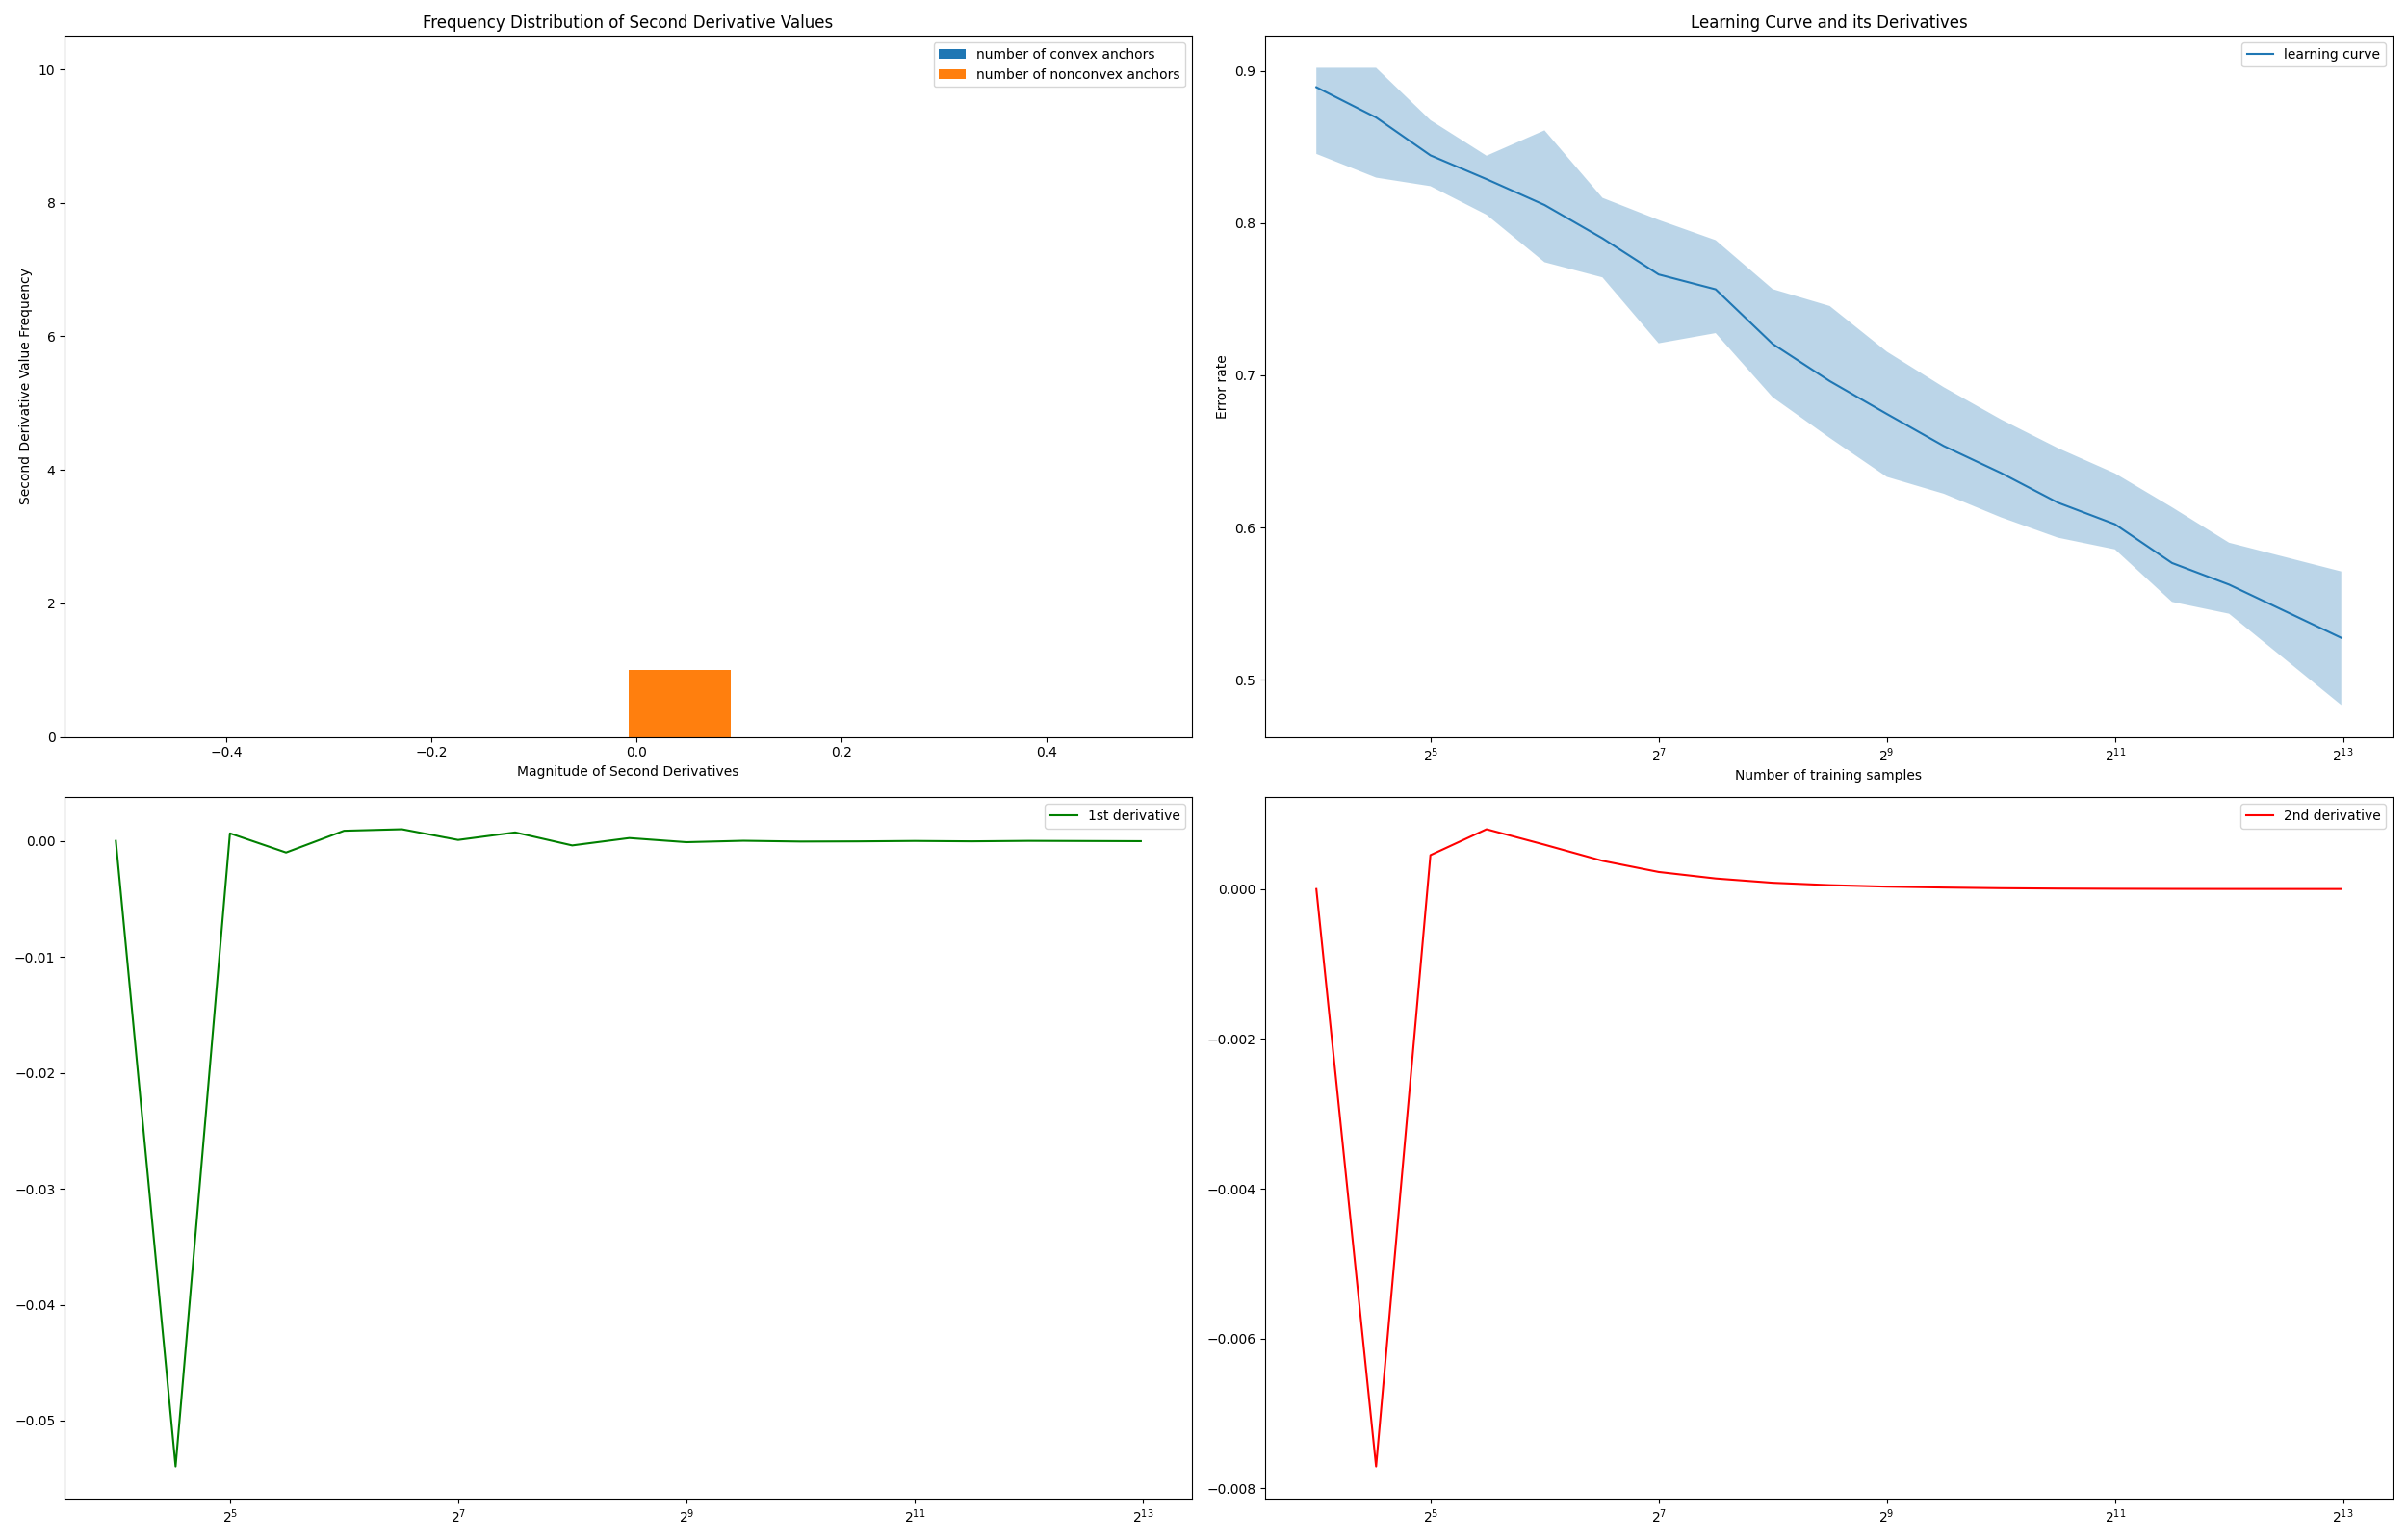 Frequency Distribution of Second Derivative Values
number of convex anchors
number of nonconvex anchors
10
8
6
4
2
0
Second Derivative Value Frequency
−0.4 −0.2 0.0 0.2 0.4
Magnitude of Second Derivatives
Learning Curve and its Derivatives
learning curve
0.9
0.8
0.7
0.6
0.5
Error rate
2^5 2^7 2^9 2^11 2^13
Number of training samples
1st derivative
0.00
−0.01
−0.02
−0.03
−0.04
−0.05
2^5 2^7 2^9 2^11 2^13
2nd derivative
0.000
−0.002
−0.004
−0.006
−0.008
2^5 2^7 2^9 2^11 2^13